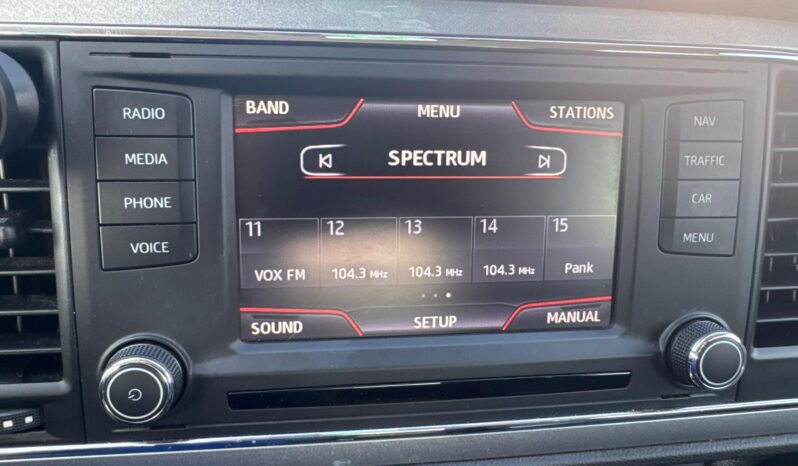 RADIO
MEDIA
PHONE
VOICE
BAND
MENU
STATIONS
SPECTRUM
11 12 13 14 15
VOX FM 104.3 MHz 104.3 MHz 104.3 MHz Pank
SOUND
SETUP
MANUAL
NAV
TRAFFIC
CAR
MENU